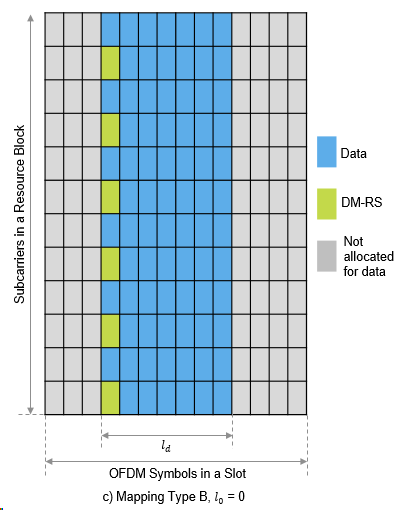 Subcarriers in a Resource Block
Data
DM-RS
Not
allocated
for data
l_d
OFDM Symbols in a Slot
c) Mapping Type B, l₀ = 0